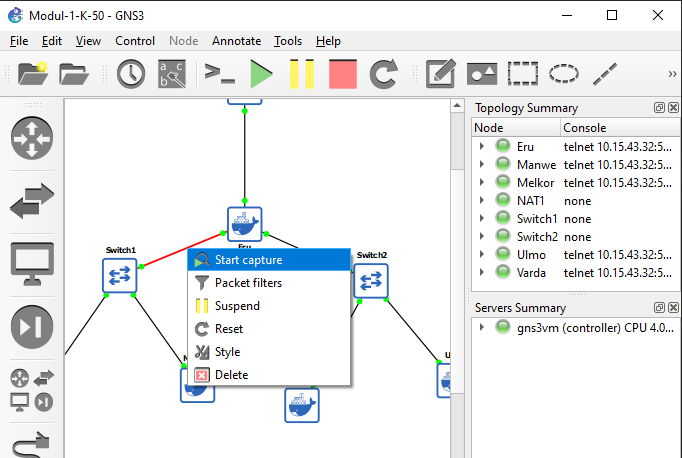 Modul-1-K-50 - GNS3
File Edit View Control Node Annotate Tools Help
a b c
Topology Summary
Node Console
Eru telnet 10.15.43.32:5...
Manwe telnet 10.15.43.32:5...
Melkor telnet 10.15.43.32:5...
NAT1 none
Switch1 none
Switch2 none
Ulmo telnet 10.15.43.32:5...
Varda telnet 10.15.43.32:5...
Servers Summary
gns3vm (controller) CPU 4.0...
Eru
Switch1
Switch2
Start capture
Packet filters
Suspend
Reset
Style
Delete